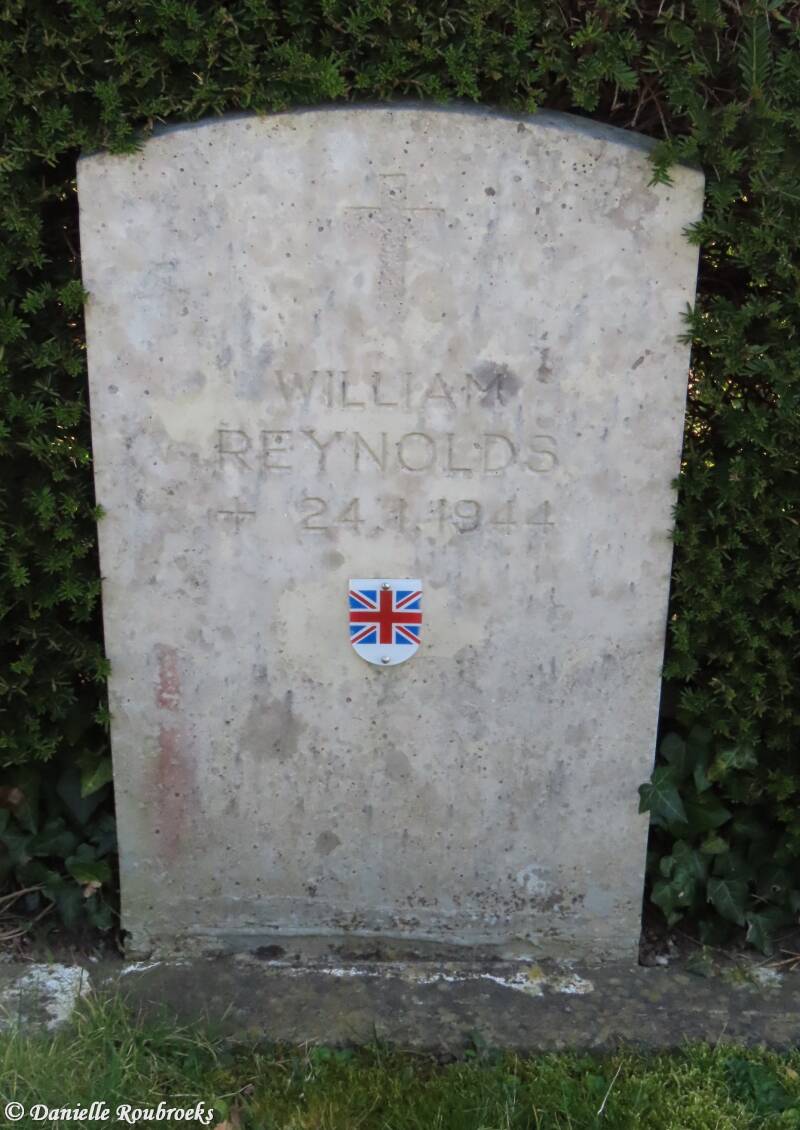 WILLIAM
REYNOLDS
+ 24.1.1944
© Danielle Roubroeks